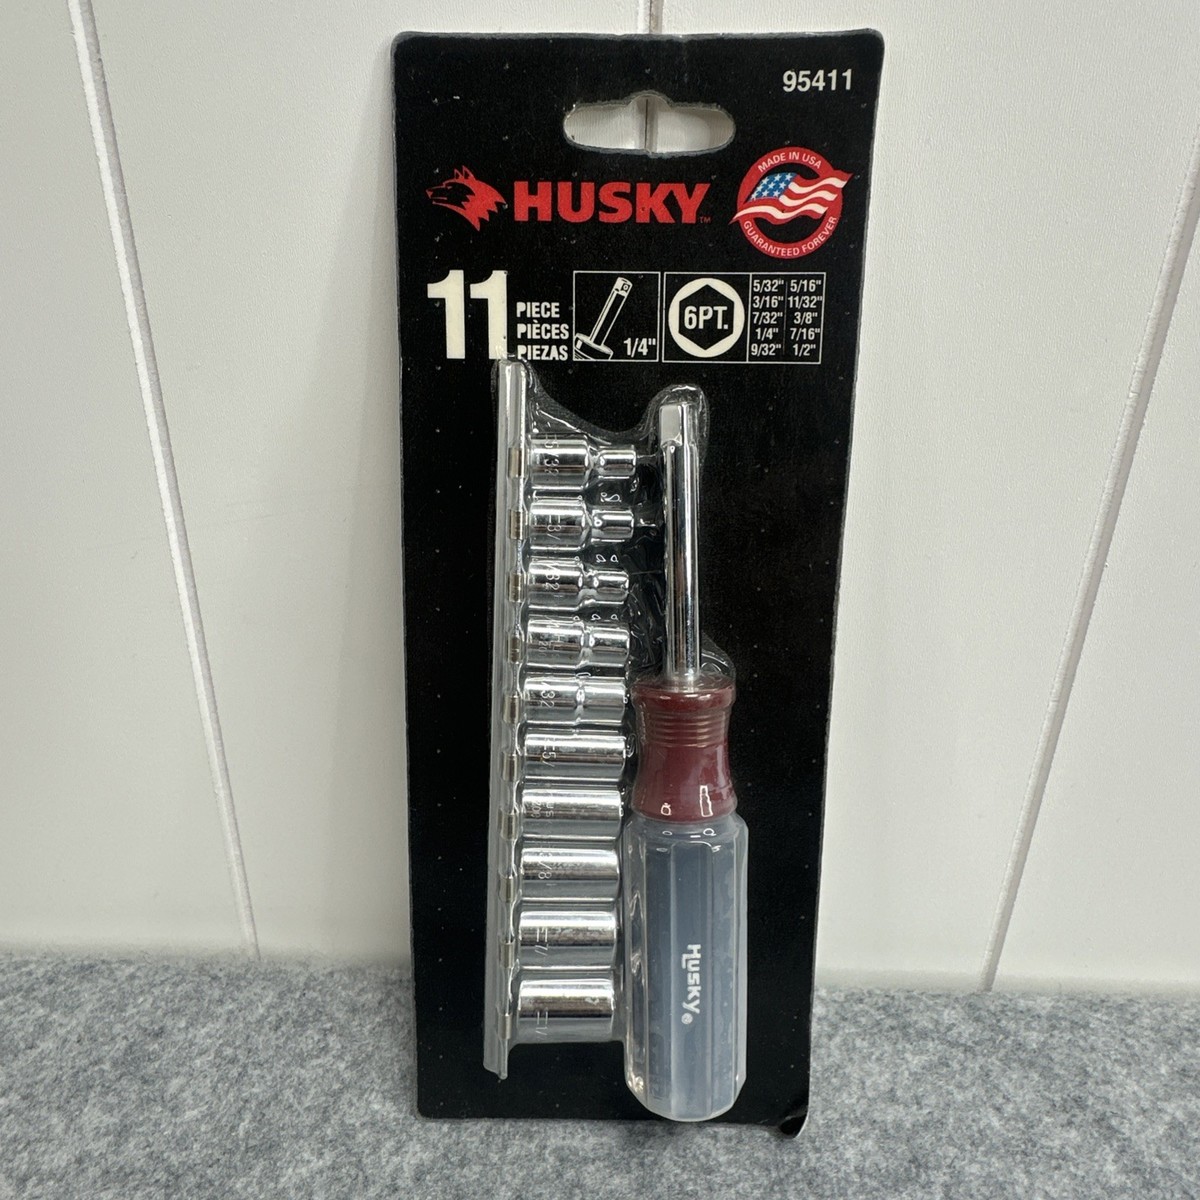 95411
HUSKY™
MADE IN USA
GUARANTEED FOREVER
11
PIECE
PIÈCES
PIEZAS
1/4"
6PT.
5/32" 5/16"
3/16" 11/32"
7/32" 3/8"
1/4" 7/16"
9/32" 1/2"
HUSKY®